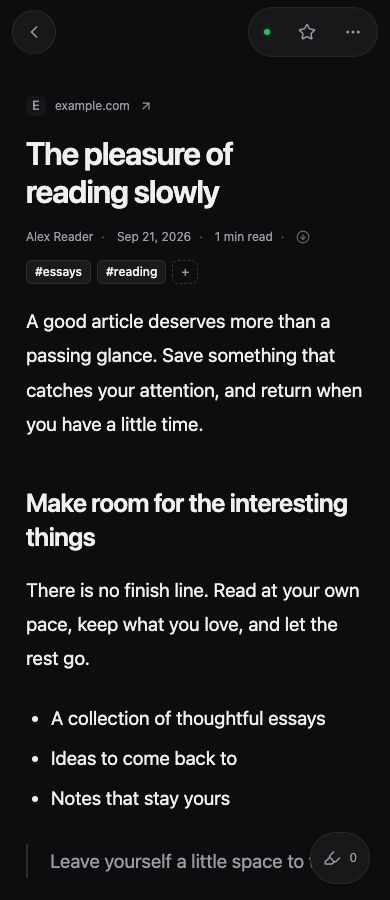 E example.com
The pleasure of
reading slowly
Alex Reader · Sep 21, 2026 · 1 min read ·
#essays #reading +
A good article deserves more than a
passing glance. Save something that
catches your attention, and return when
you have a little time.
Make room for the interesting
things
There is no finish line. Read at your own
pace, keep what you love, and let the
rest go.
• A collection of thoughtful essays
• Ideas to come back to
• Notes that stay yours
Leave yourself a little space to
0